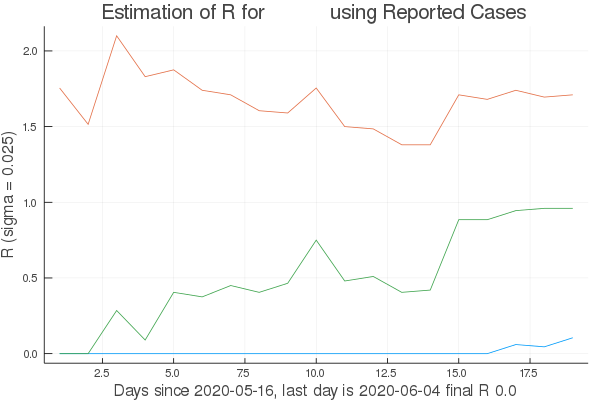 Estimation of R for using Reported Cases
2.0
1.5
1.0
0.5
0.0
R (sigma = 0.025)
2.5 5.0 7.5 10.0 12.5 15.0 17.5
Days since 2020-05-16, last day is 2020-06-04 final R 0.0